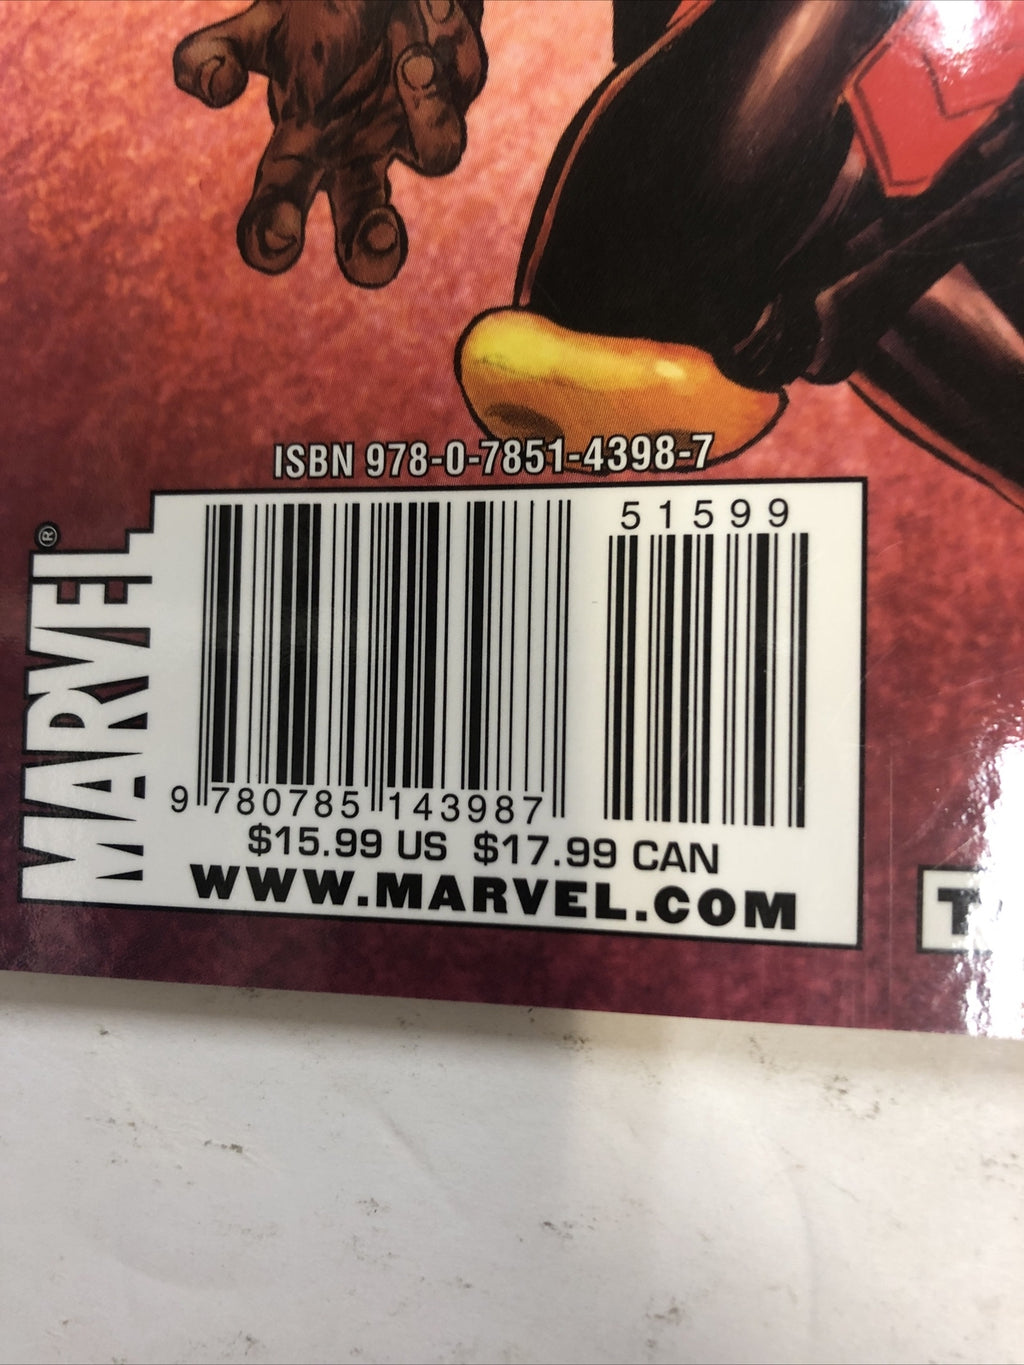 ISBN 978-0-7851-4398-7
51599
MARVEL®
9 780785 143987
$15.99 US $17.99 CAN
WWW.MARVEL.COM
T